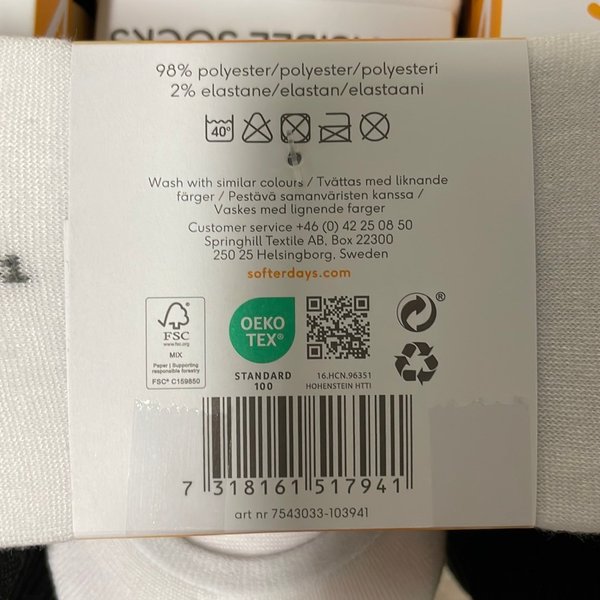 SOCKS
98% polyester/polyester/polyesteri
2% elastane/elastan/elastaani
40°
Wash with similar colours / Tvättas med liknande
färger / Pestävä samanväristen kanssa /
Vaskes med lignende farger
Customer service +46 (0) 42 25 08 50
Springhill Textile AB, Box 22300
250 25 Helsingborg, Sweden
softerdays.com
FSC
www.fsc.org
MIX
Paper | Supporting
responsible forestry
FSC® C159850
OEKO
TEX®
STANDARD
100
16.HCN.96351
HOHENSTEIN HTTI
®
7 318161 517941
art nr 7543033-103941